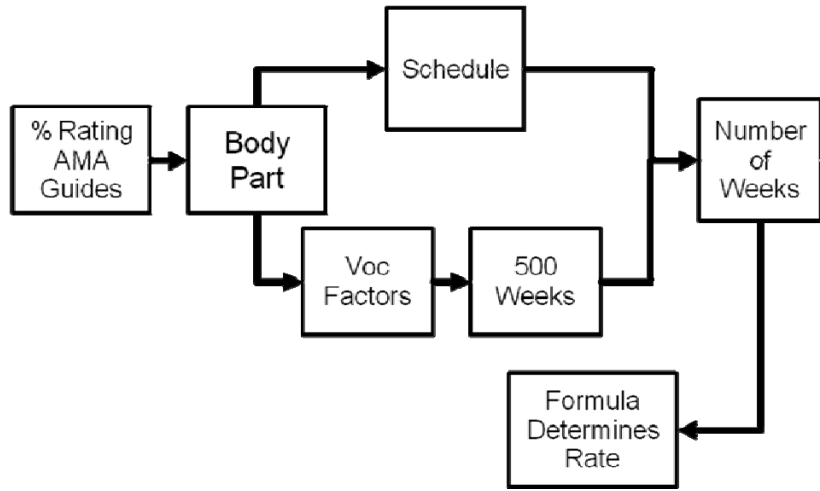 % Rating
AMA
Guides
Body
Part
Schedule
Voc
Factors
500
Weeks
Number
of
Weeks
Formula
Determines
Rate